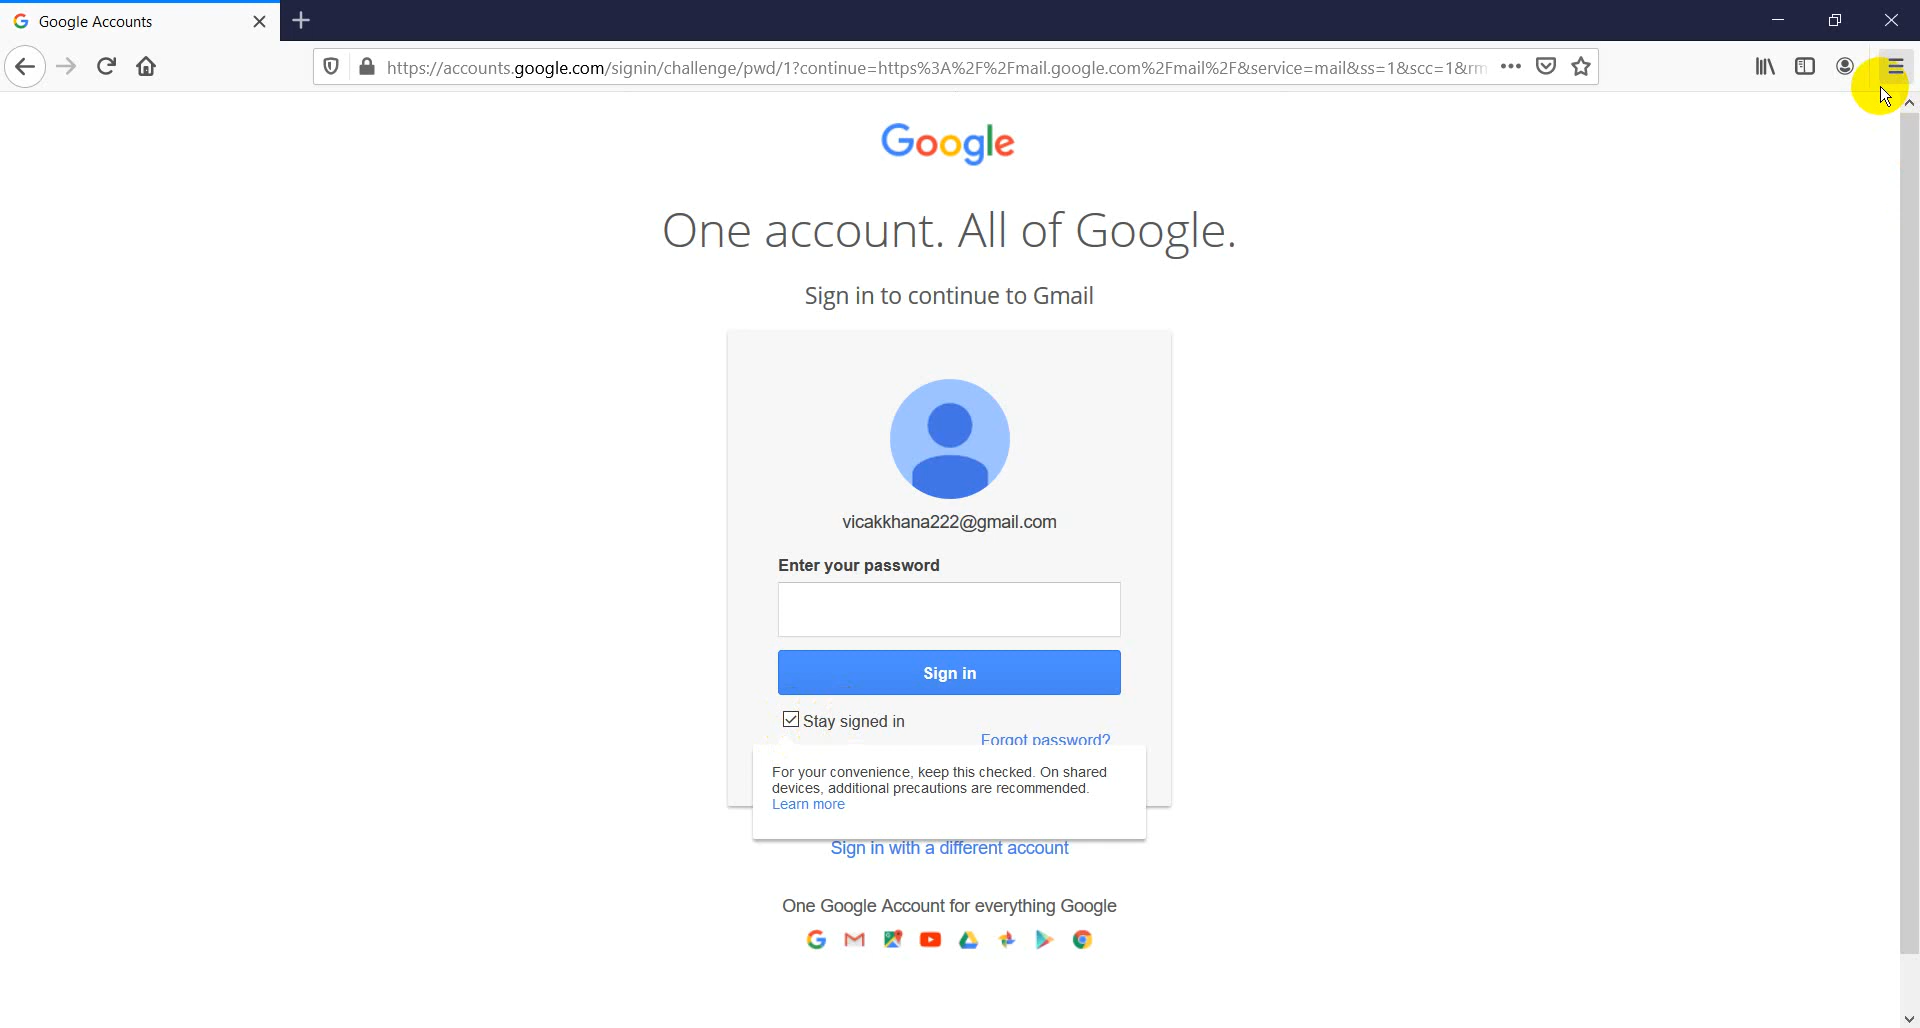 Google Accounts
https://accounts.google.com/signin/challenge/pwd/1?continue=https%3A%2F%2Fmail.google.com%2Fmail%2F&service=mail&ss=1&scc=1&rm
Google
One account. All of Google.
Sign in to continue to Gmail
vicakkhana222@gmail.com
Enter your password
Sign in
Stay signed in
Forgot password?
For your convenience, keep this checked. On shared
devices, additional precautions are recommended.
Learn more
Sign in with a different account
One Google Account for everything Google